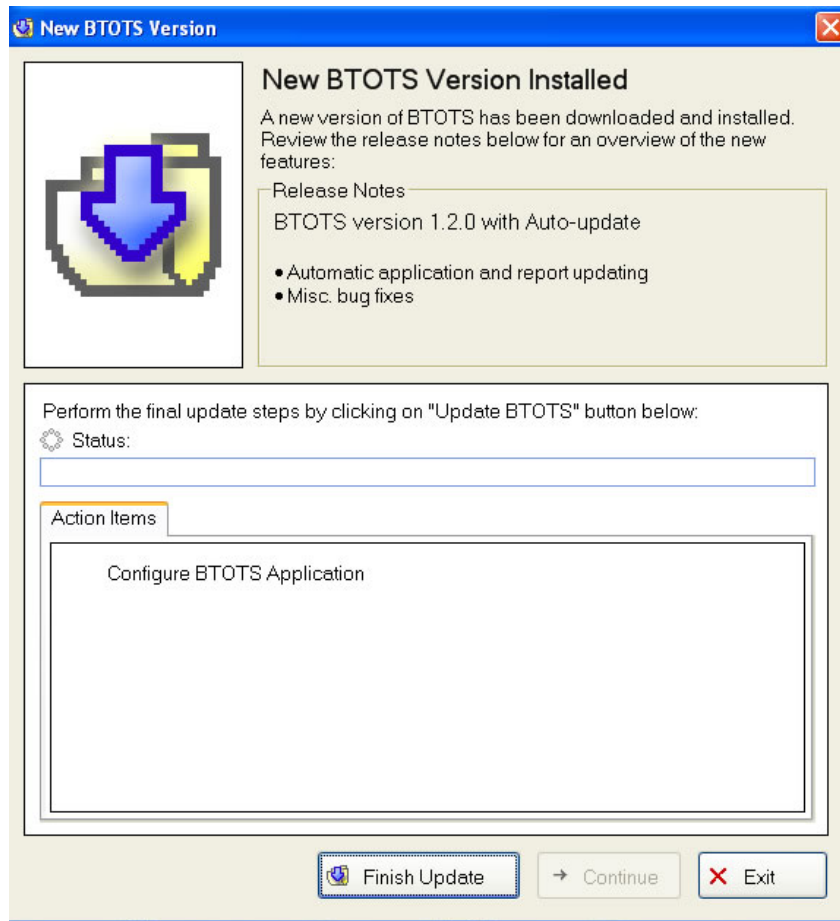 New BTOTS Version
New BTOTS Version Installed
A new version of BTOTS has been downloaded and installed.
Review the release notes below for an overview of the new
features:
Release Notes
BTOTS version 1.2.0 with Auto-update
• Automatic application and report updating
• Misc. bug fixes
Perform the final update steps by clicking on "Update BTOTS" button below:
Status:
Action Items
Configure BTOTS Application
Finish Update
Continue
Exit